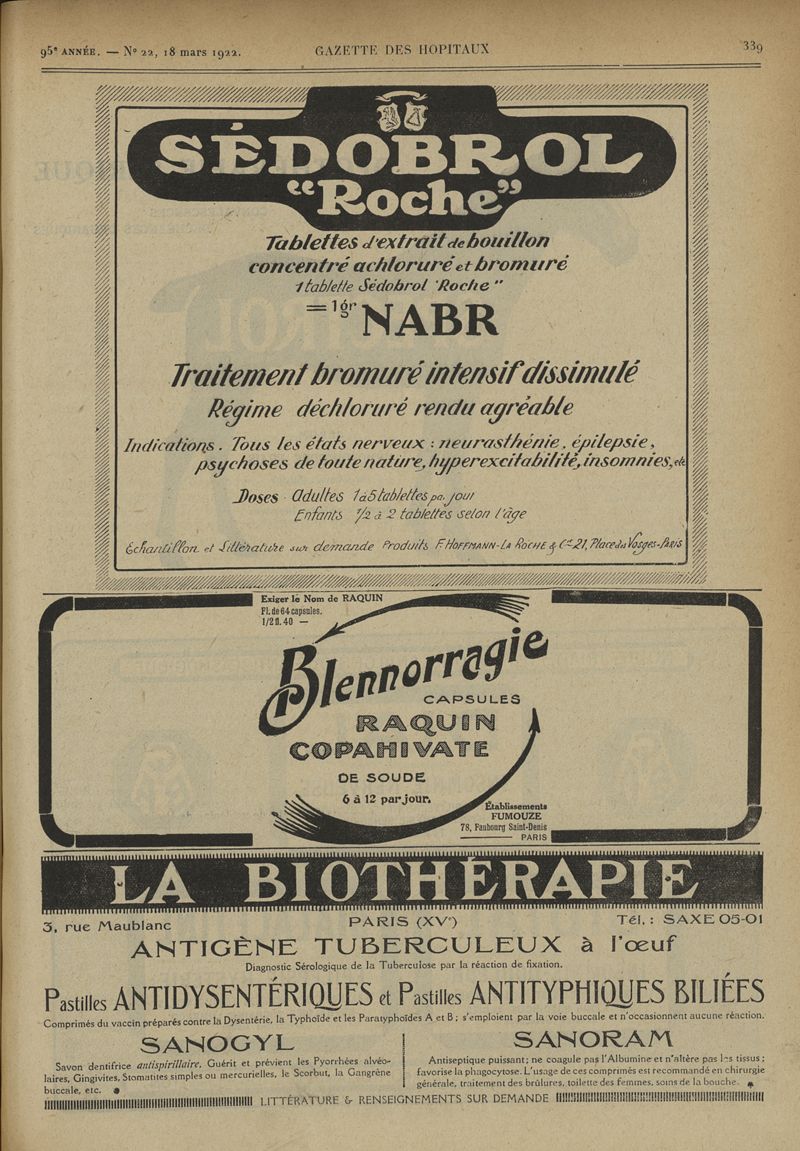 95e ANNÉE. — No 22, 18 mars 1922. GAZETTE DES HOPITAUX 339
SÉDOBROL
“Roche”
Tablettes d'extrait de bouillon
concentré achloruré et bromuré
1 tablette Sédobrol "Roche"
= 1gr NABR
Traitement bromuré intensif dissimulé
Régime déchloruré rendu agréable
Indications. Tous les états nerveux : neurasthénie, épilepsie,
psychoses de toute nature, hyperexcitabilité, insomnies, etc
Doses Adultes 1 à 5 tablettes pa. jour
Enfants 1/2 à 2 tablettes selon l'âge
Échantillon et Littérature sur demande Produits F. HOFFMANN-LA ROCHE & Cie 21, Place des Vosges-PARIS
Exiger le Nom de RAQUIN
Fl. de 64 capsules.
1/2 fl. 40 —
Blennorragie
CAPSULES
RAQUIN
COPAHIVATE
DE SOUDE
6 à 12 par jour.
Établissements
FUMOUZE
78, Faubourg Saint-Denis
PARIS
LA BIOTHÉRAPIE
3, rue Maublanc PARIS (XVe) Tél. : SAXE 05-01
ANTIGÈNE TUBERCULEUX à l'œuf
Diagnostic Sérologique de la Tuberculose par la réaction de fixation.
Pastilles ANTIDYSENTÉRIQUES et Pastilles ANTITYPHIQUES BILIÉES
Comprimés du vaccin préparés contre la Dysentérie, la Typhoïde et les Paratyphoïdes A et B ; s'emploient par la voie buccale et n'occasionnent aucune réaction.
SANOGYL
Savon dentifrice antispirillaire. Guérit et prévient les Pyorrhées alvéo-
laires, Gingivites, Stomatites simples ou mercurielles, le Scorbut, la Gangrène
buccale, etc.
SANORAM
Antiseptique puissant ; ne coagule pas l'Albumine et n'altère pas les tissus ;
favorise la phagocytose. L'usage de ces comprimés est recommandé en chirurgie
générale, traitement des brûlures, toilette des femmes, soins de la bouche.
LITTÉRATURE & RENSEIGNEMENTS SUR DEMANDE